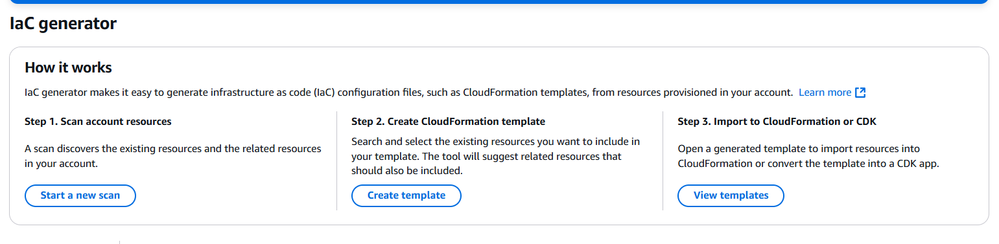 IaC generator
How it works
IaC generator makes it easy to generate infrastructure as code (IaC) configuration files, such as CloudFormation templates, from resources provisioned in your account. Learn more
Step 1. Scan account resources
A scan discovers the existing resources and the related resources
in your account.
Start a new scan
Step 2. Create CloudFormation template
Search and select the existing resources you want to include in
your template. The tool will suggest related resources that
should also be included.
Create template
Step 3. Import to CloudFormation or CDK
Open a generated template to import resources into
CloudFormation or convert the template into a CDK app.
View templates